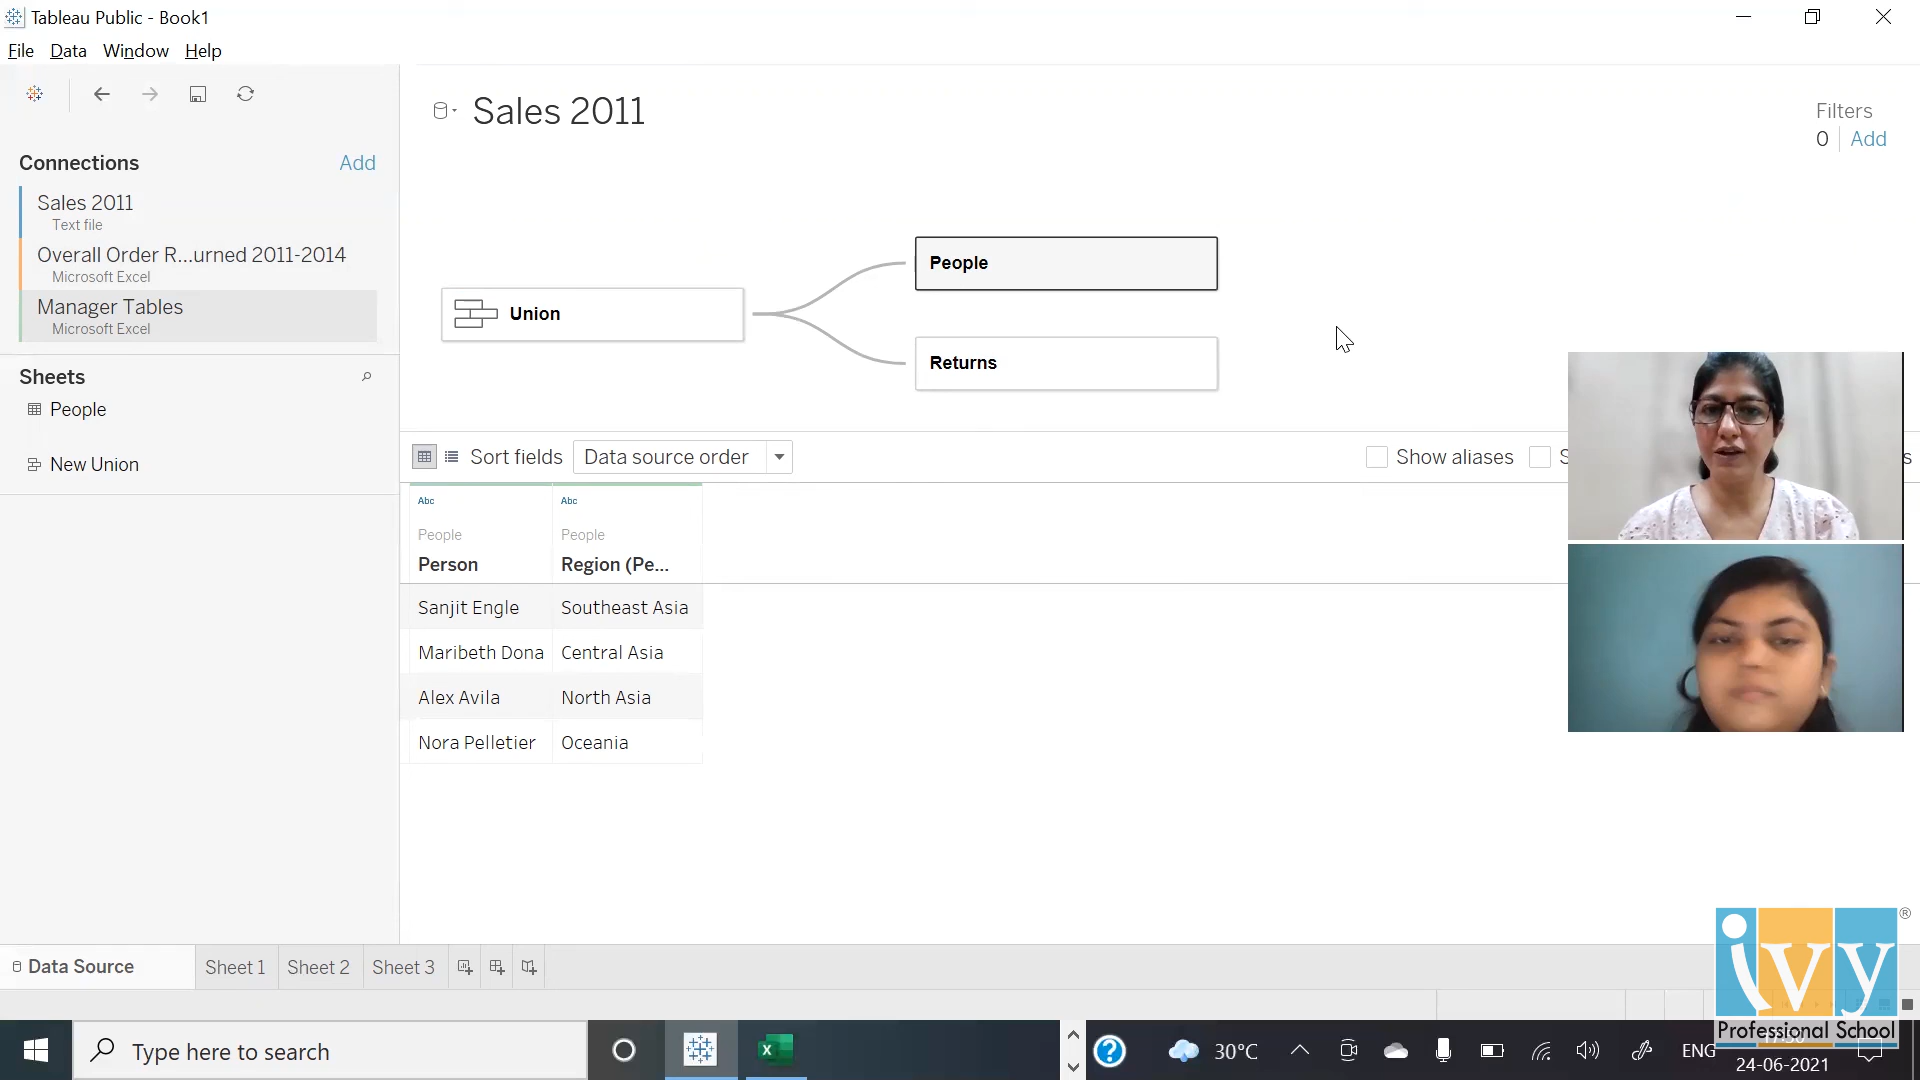 Tableau Public - Book1
File Data Window Help
Sales 2011
Filters
0 Add
Connections Add
Sales 2011
Text file
Overall Order R...urned 2011-2014
Microsoft Excel
Manager Tables
Microsoft Excel
People
Union
Returns
Sheets
People
New Union
Sort fields Data source order Show aliases
Abc Abc
People People
Person Region (Pe...
Sanjit Engle Southeast Asia
Maribeth Dona Central Asia
Alex Avila North Asia
Nora Pelletier Oceania
Data Source Sheet 1 Sheet 2 Sheet 3
ivy ®
Professional School
Type here to search
30°C ENG
24-06-2021